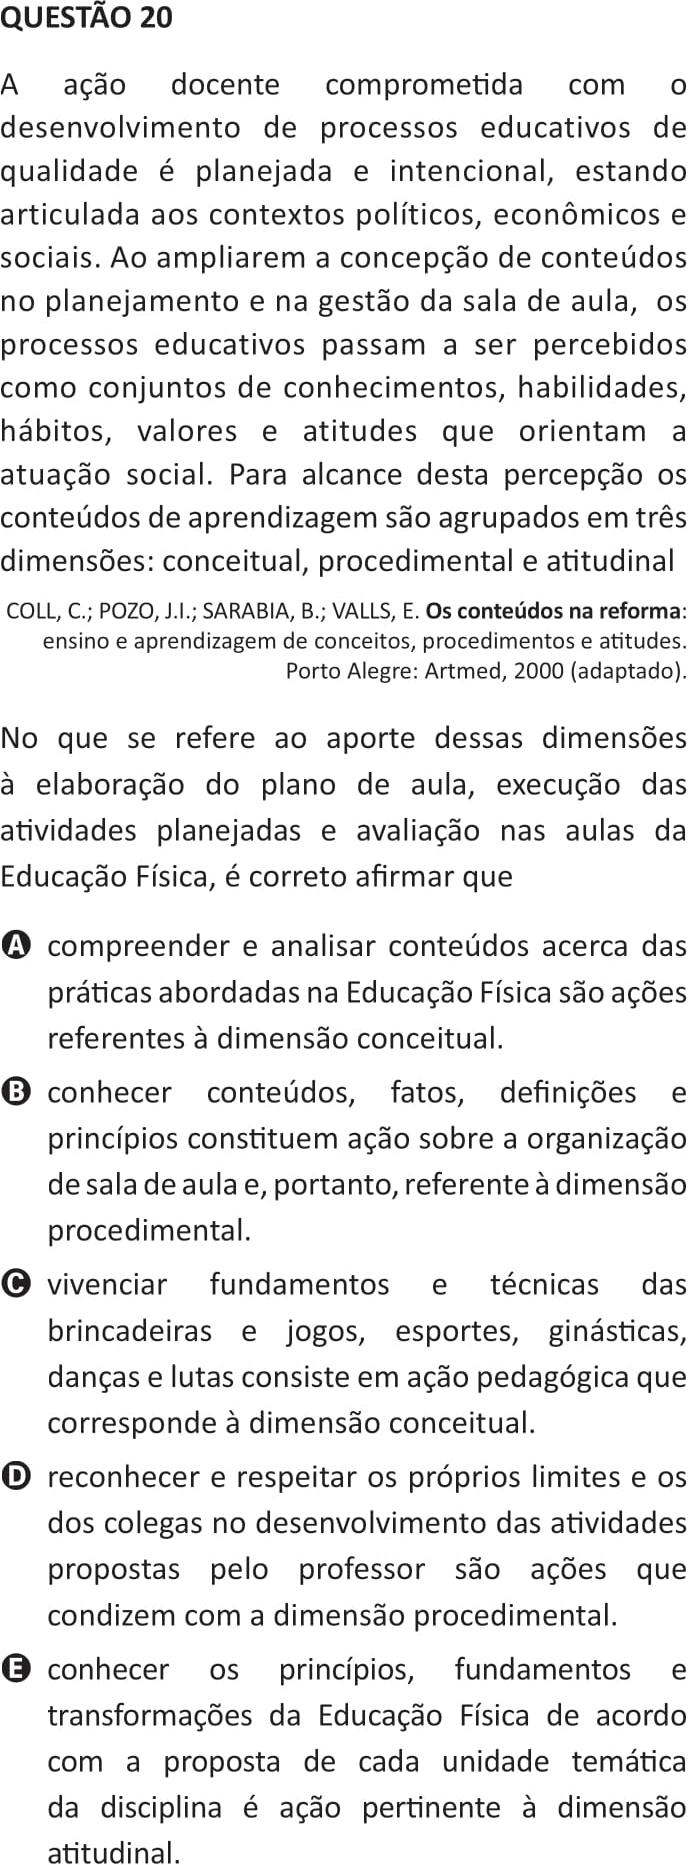 QUESTÃO 20
A ação docente comprometida com o
desenvolvimento de processos educativos de
qualidade é planejada e intencional, estando
articulada aos contextos políticos, econômicos e
sociais. Ao ampliarem a concepção de conteúdos
no planejamento e na gestão da sala de aula, os
processos educativos passam a ser percebidos
como conjuntos de conhecimentos, habilidades,
hábitos, valores e atitudes que orientam a
atuação social. Para alcance desta percepção os
conteúdos de aprendizagem são agrupados em três
dimensões: conceitual, procedimental e atitudinal
COLL, C.; POZO, J.I.; SARABIA, B.; VALLS, E. Os conteúdos na reforma:
ensino e aprendizagem de conceitos, procedimentos e atitudes.
Porto Alegre: Artmed, 2000 (adaptado).
No que se refere ao aporte dessas dimensões
à elaboração do plano de aula, execução das
atividades planejadas e avaliação nas aulas da
Educação Física, é correto afirmar que
A compreender e analisar conteúdos acerca das
práticas abordadas na Educação Física são ações
referentes à dimensão conceitual.
B conhecer conteúdos, fatos, definições e
princípios constituem ação sobre a organização
de sala de aula e, portanto, referente à dimensão
procedimental.
C vivenciar fundamentos e técnicas das
brincadeiras e jogos, esportes, ginásticas,
danças e lutas consiste em ação pedagógica que
corresponde à dimensão conceitual.
D reconhecer e respeitar os próprios limites e os
dos colegas no desenvolvimento das atividades
propostas pelo professor são ações que
condizem com a dimensão procedimental.
E conhecer os princípios, fundamentos e
transformações da Educação Física de acordo
com a proposta de cada unidade temática
da disciplina é ação pertinente à dimensão
atitudinal.